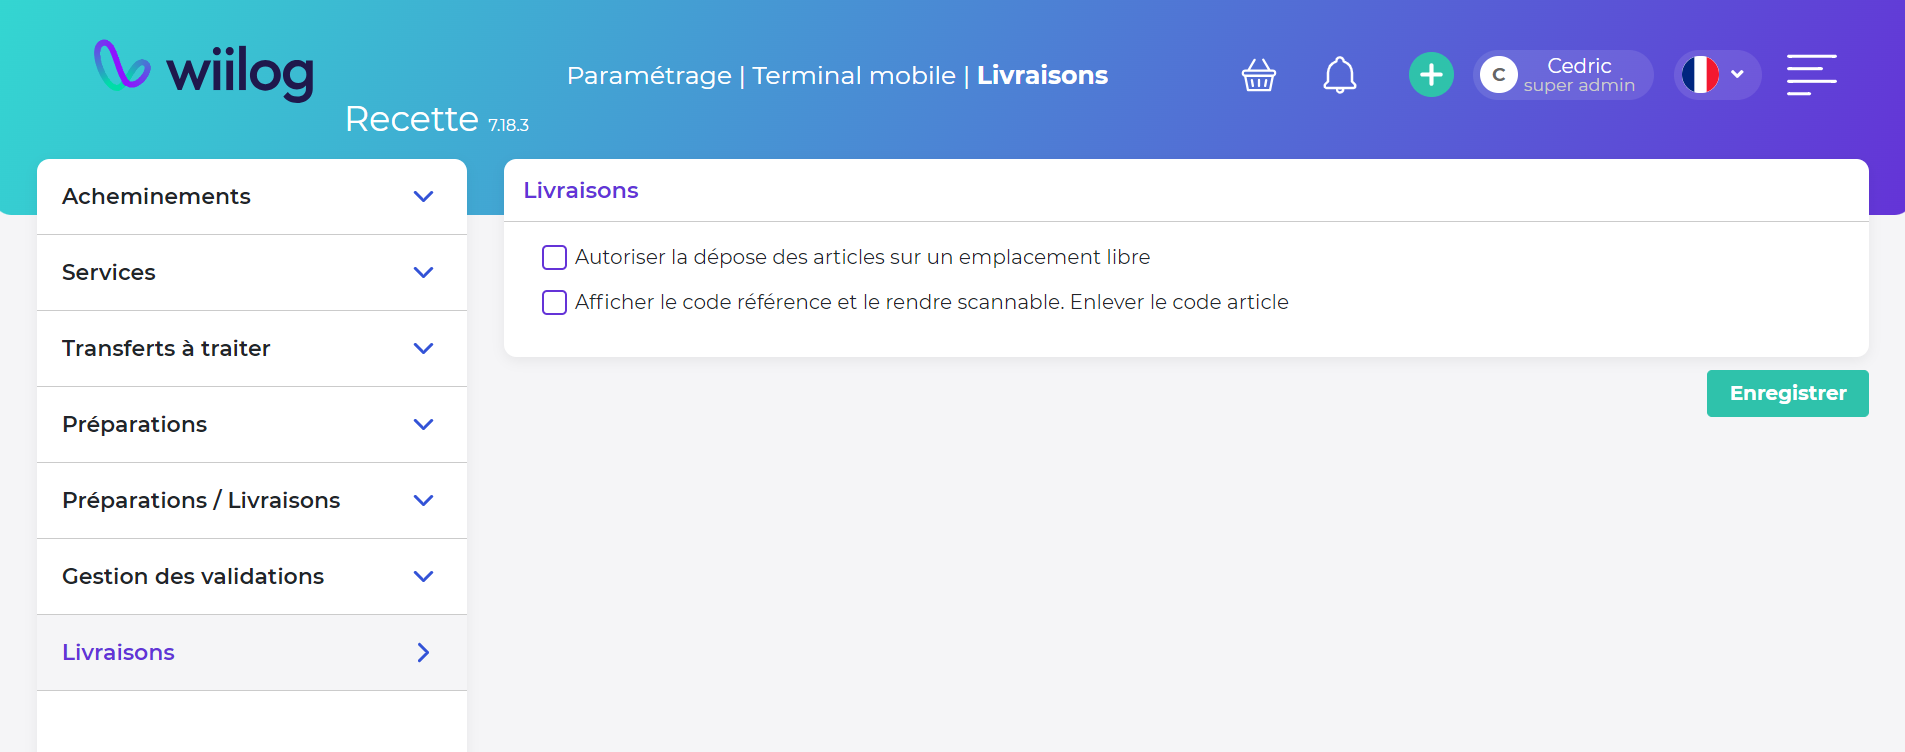 wiilog
Recette 7.18.3
Paramétrage | Terminal mobile | Livraisons
C
Cedric
super admin
Acheminements
Services
Transferts à traiter
Préparations
Préparations / Livraisons
Gestion des validations
Livraisons
Livraisons
Autoriser la dépose des articles sur un emplacement libre
Afficher le code référence et le rendre scannable. Enlever le code article
Enregistrer